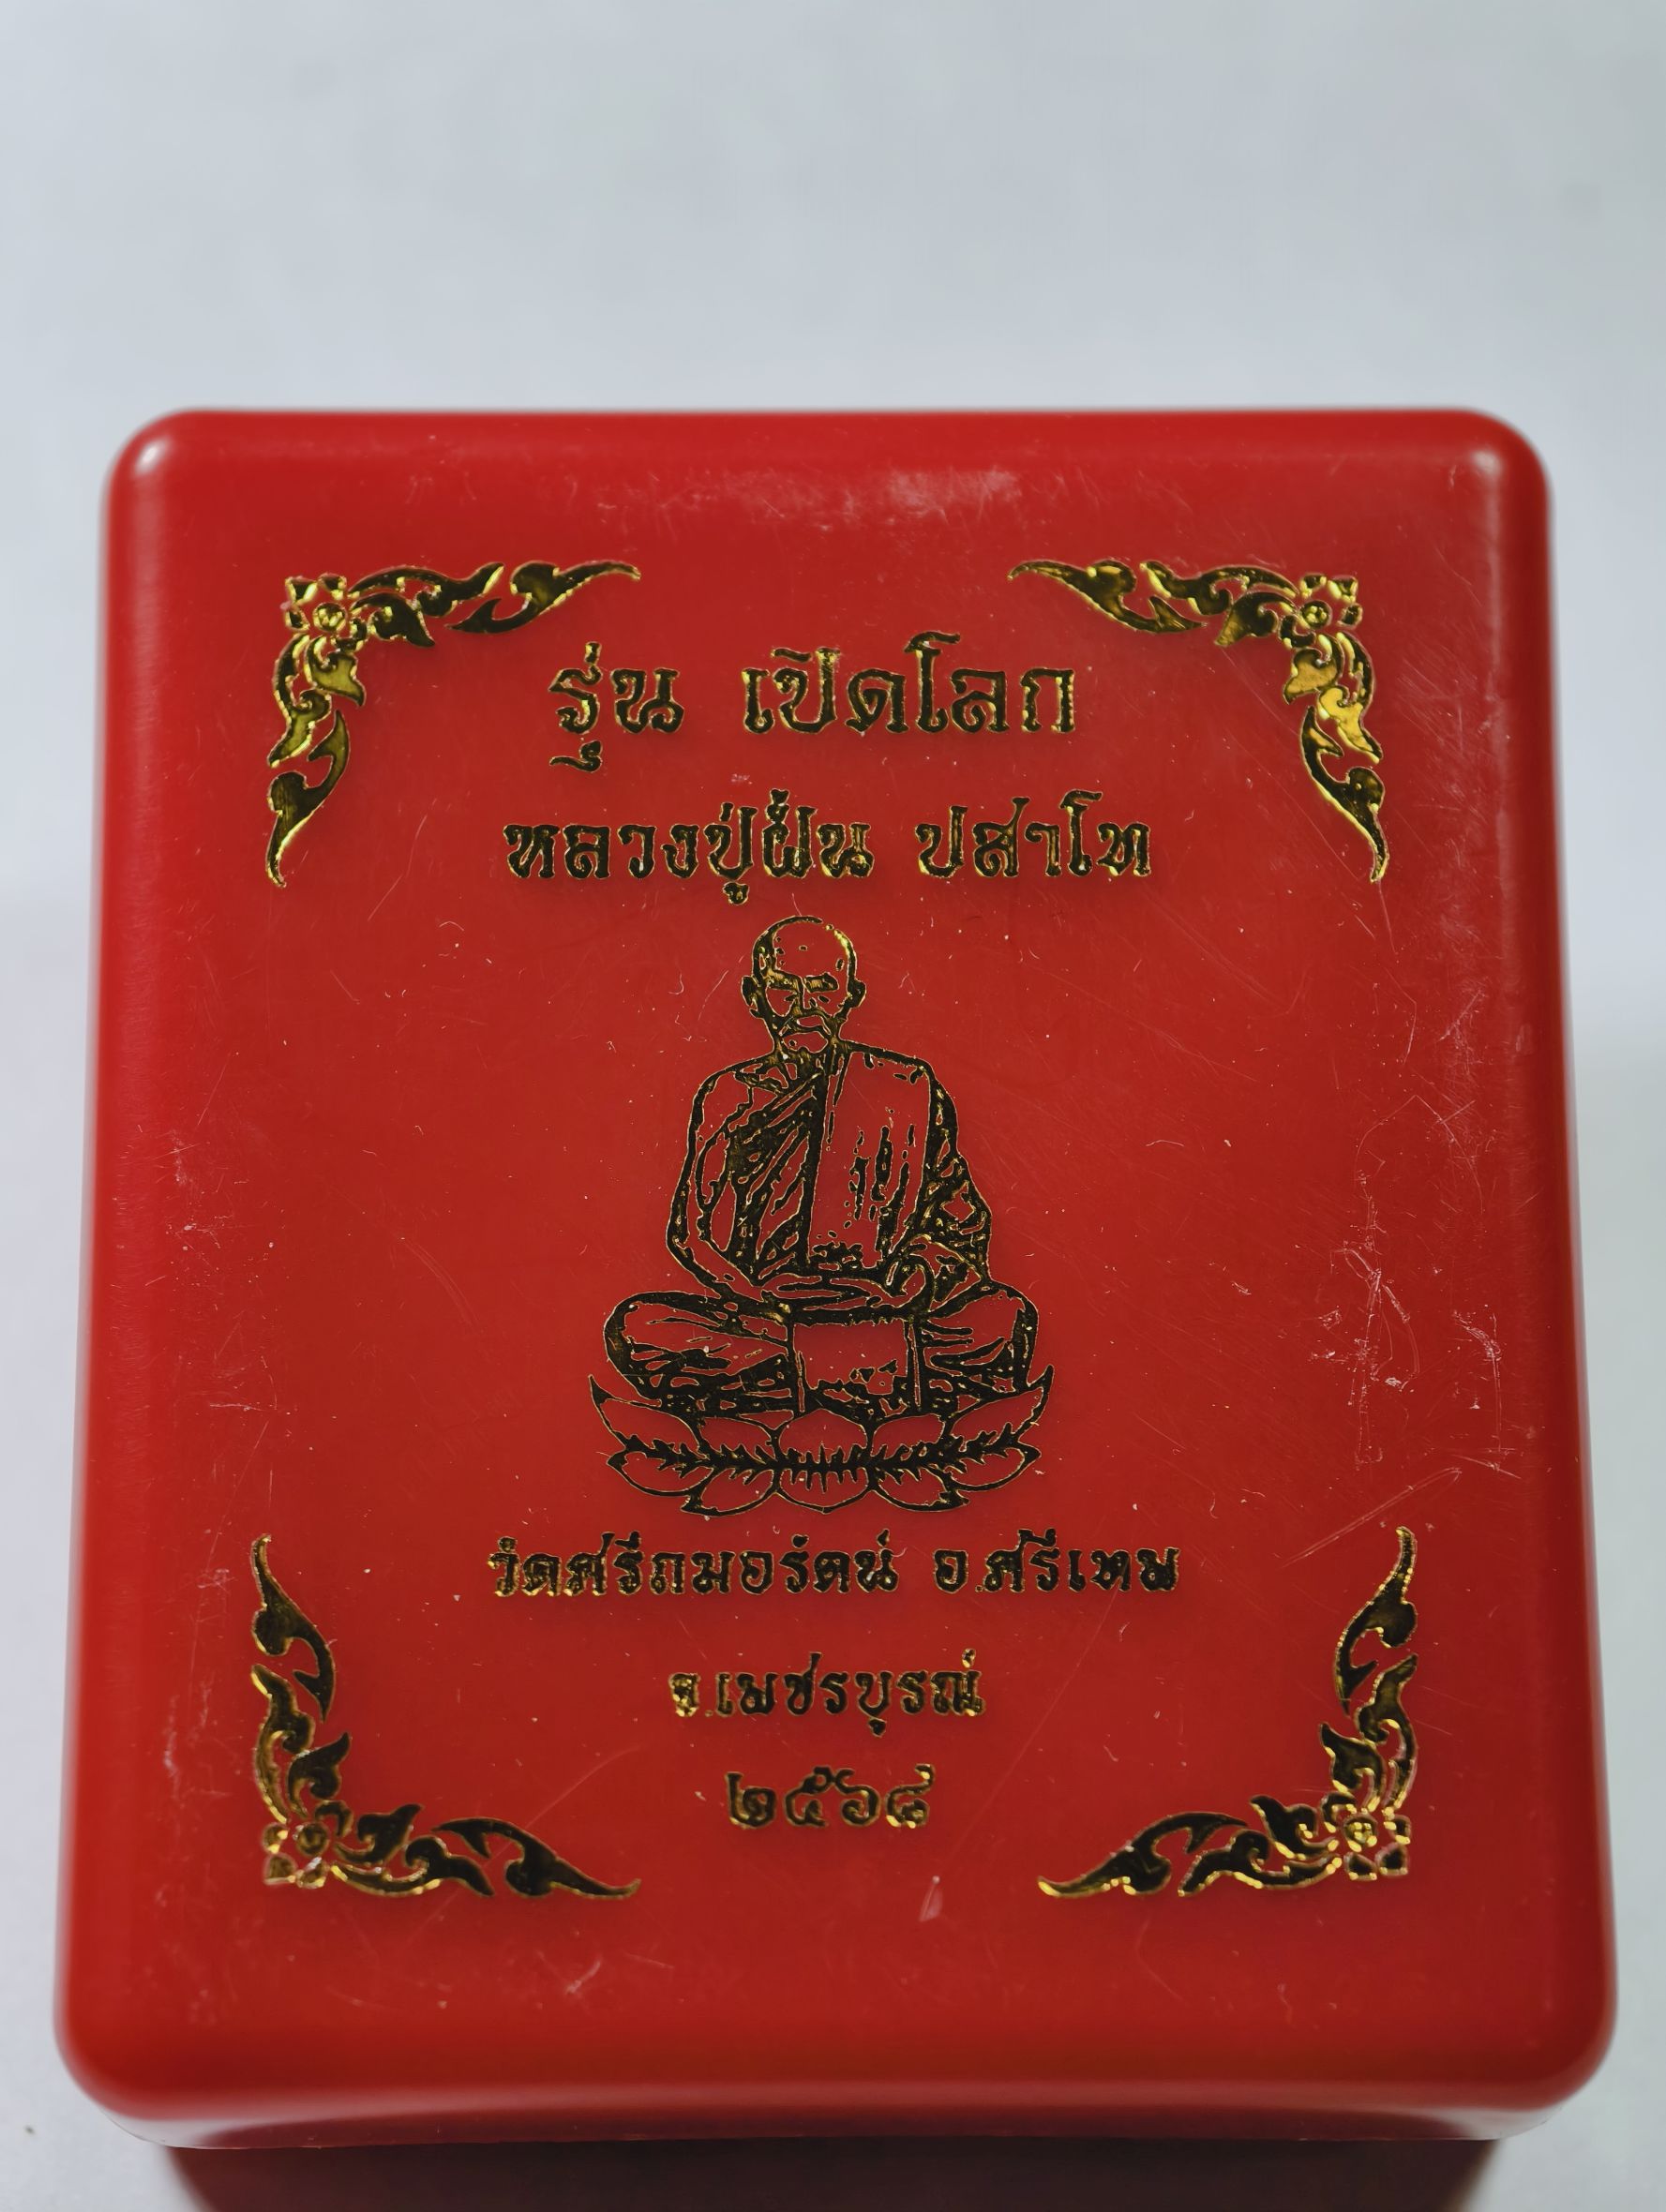 รุ่น เปิดโลก
หลวงปู่ฝั้น ปสาโท
วัดศรีถมอรัตน์ อ.ศรีเทพ
จ.เพชรบูรณ์
๒๕๖๘